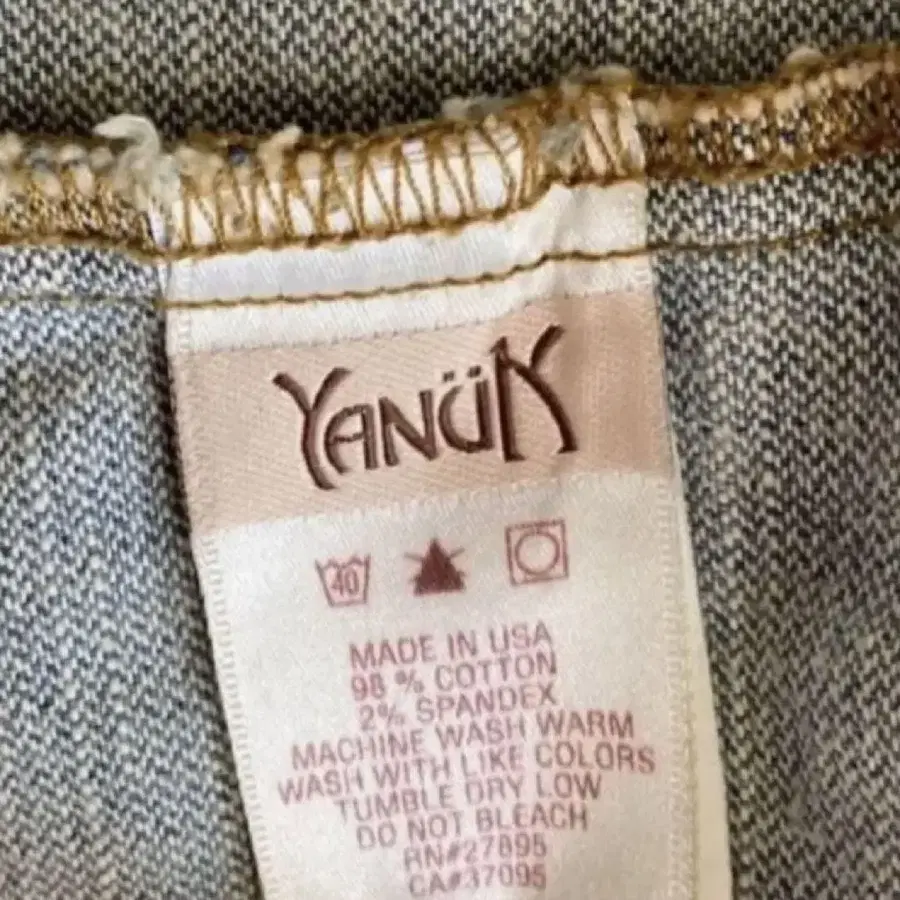 YANÜK
40
MADE IN USA
98 % COTTON
2% SPANDEX
MACHINE WASH WARM
WASH WITH LIKE COLORS
TUMBLE DRY LOW
DO NOT BLEACH
RN#27895
CA#37095